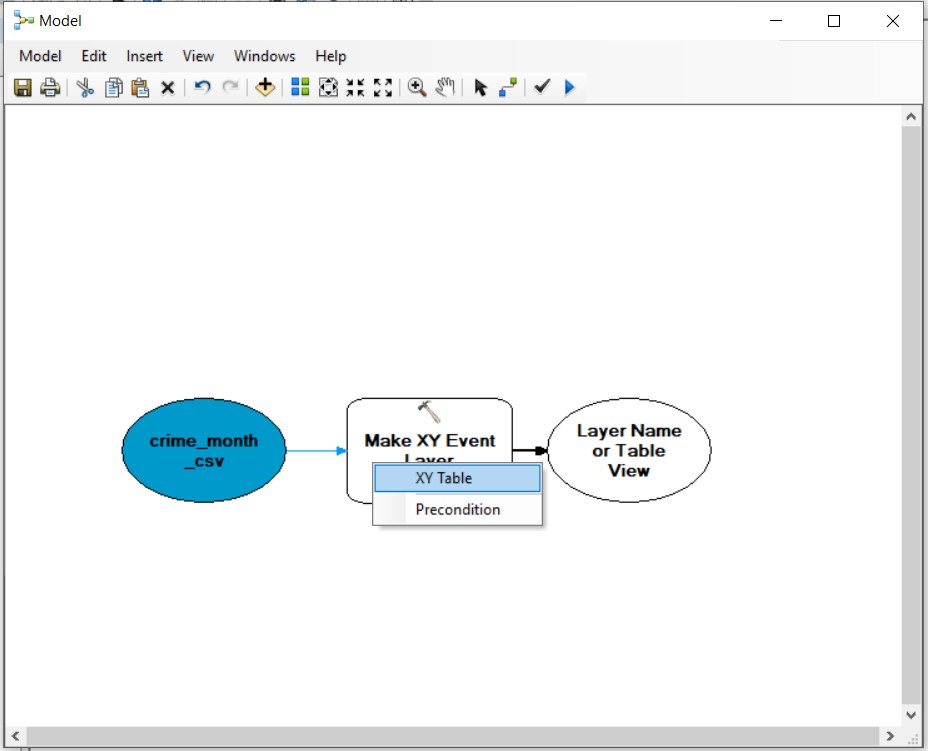 Model
Model Edit Insert View Windows Help
crime_month
_csv
Make XY Event
Layer
XY Table
Precondition
Layer Name
or Table
View